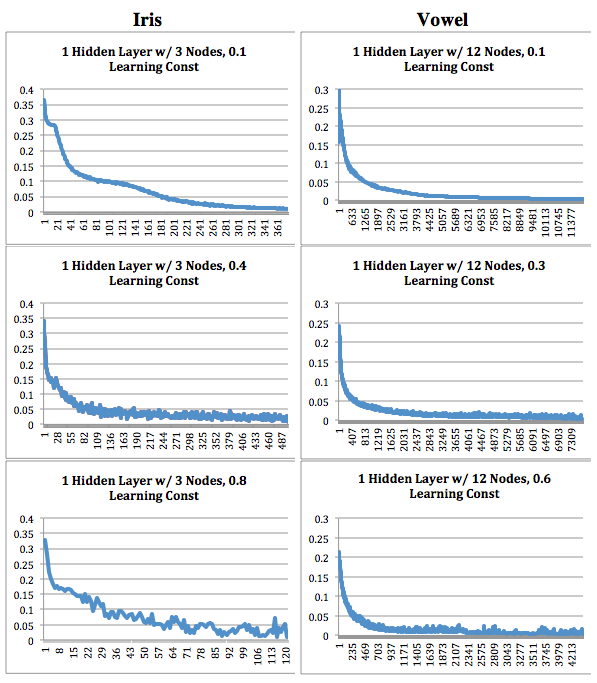 Iris
Vowel
1 Hidden Layer w/ 3 Nodes, 0.1
Learning Const
0.4
0.35
0.3
0.25
0.2
0.15
0.1
0.05
0
1 21 41 61 81 101 121 141 161 181 201 221 241 261 281 301 321 341 361
1 Hidden Layer w/ 12 Nodes, 0.1
Learning Const
0.3
0.25
0.2
0.15
0.1
0.05
0
1 633 1265 1897 2529 3161 3793 4425 5057 5689 6321 6953 7585 8217 8849 9481 10113 10745 11377
1 Hidden Layer w/ 3 Nodes, 0.4
Learning Const
0.4
0.35
0.3
0.25
0.2
0.15
0.1
0.05
0
1 28 55 82 109 136 163 190 217 244 271 298 325 352 379 406 433 460 487
1 Hidden Layer w/ 12 Nodes, 0.3
Learning Const
0.3
0.25
0.2
0.15
0.1
0.05
0
1 407 813 1219 1625 2031 2437 2843 3249 3655 4061 4467 4873 5279 5685 6091 6497 6903 7309
1 Hidden Layer w/ 3 Nodes, 0.8
Learning Const
0.4
0.35
0.3
0.25
0.2
0.15
0.1
0.05
0
1 8 15 22 29 36 43 50 57 64 71 78 85 92 99 106 113 120
1 Hidden Layer w/ 12 Nodes, 0.6
Learning Const
0.3
0.25
0.2
0.15
0.1
0.05
0
1 235 469 703 937 1171 1405 1639 1873 2107 2341 2575 2809 3043 3277 3511 3745 3979 4213